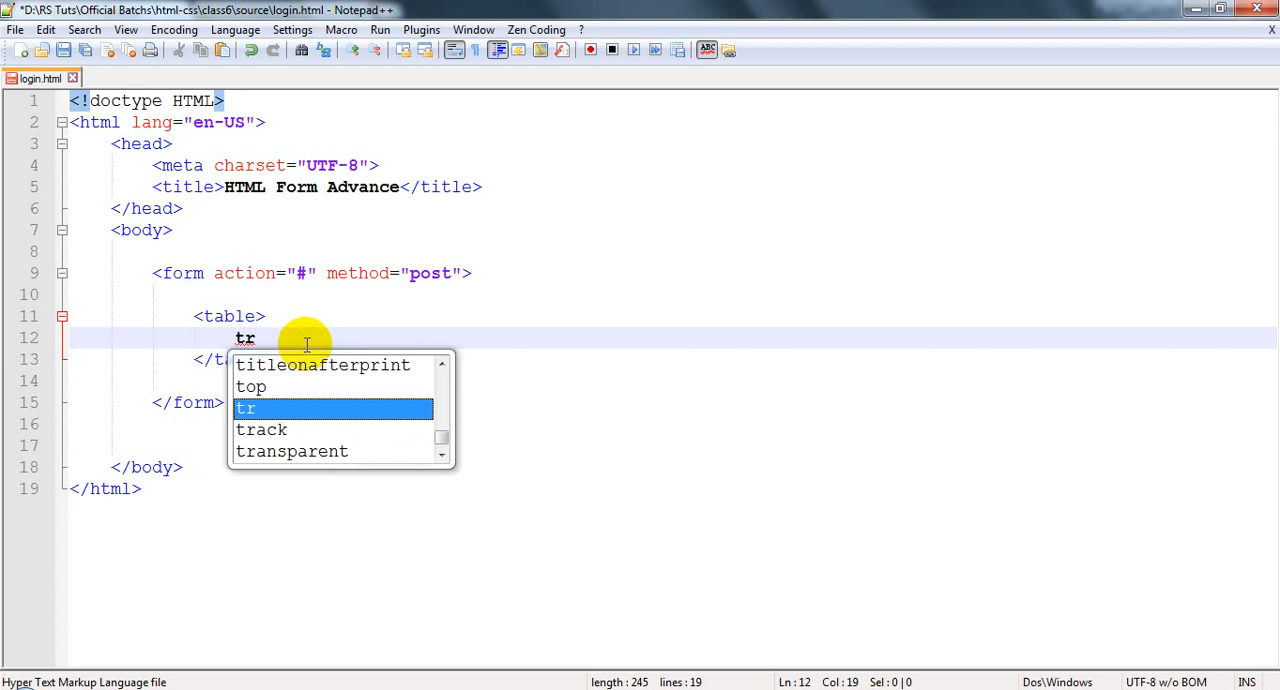 *D:\RS Tuts\Official Batchs\html-css\class6\source\login.html - Notepad++
File Edit Search View Encoding Language Settings Macro Run Plugins Window Zen Coding ? X
ABC
login.html
1 <!doctype HTML>
2 <html lang="en-US">
3 <head>
4 <meta charset="UTF-8">
5 <title>HTML Form Advance</title>
6 </head>
7 <body>
8
9 <form action="#" method="post">
10
11 <table>
12 tr
13 </ta
titleonafterprint
14
top
15 </form>
tr
16
track
17
transparent
18 </body>
19 </html>
Hyper Text Markup Language file length : 245 lines : 19 Ln : 12 Col : 19 Sel : 0 | 0 Dos\Windows UTF-8 w/o BOM INS